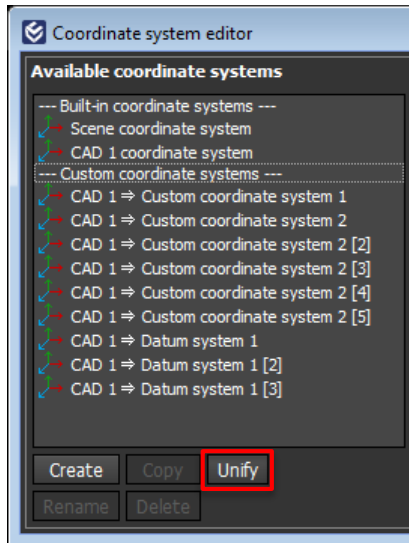 Coordinate system editor
Available coordinate systems
--- Built-in coordinate systems ---
Scene coordinate system
CAD 1 coordinate system
--- Custom coordinate systems ---
CAD 1 ⇒ Custom coordinate system 1
CAD 1 ⇒ Custom coordinate system 2
CAD 1 ⇒ Custom coordinate system 2 [2]
CAD 1 ⇒ Custom coordinate system 2 [3]
CAD 1 ⇒ Custom coordinate system 2 [4]
CAD 1 ⇒ Custom coordinate system 2 [5]
CAD 1 ⇒ Datum system 1
CAD 1 ⇒ Datum system 1 [2]
CAD 1 ⇒ Datum system 1 [3]
Create Copy Unify
Rename Delete